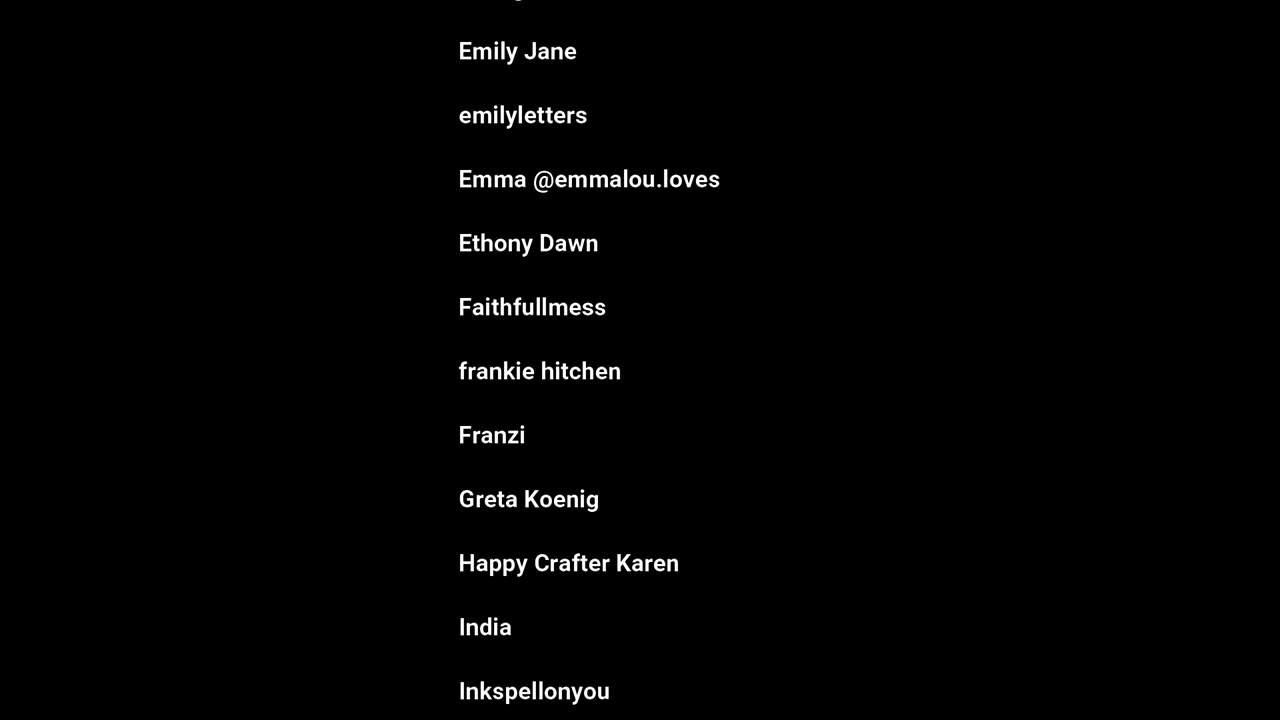 Emily Jane
emilyletters
Emma @emmalou.loves
Ethony Dawn
Faithfullmess
frankie hitchen
Franzi
Greta Koenig
Happy Crafter Karen
India
Inkspellonyou